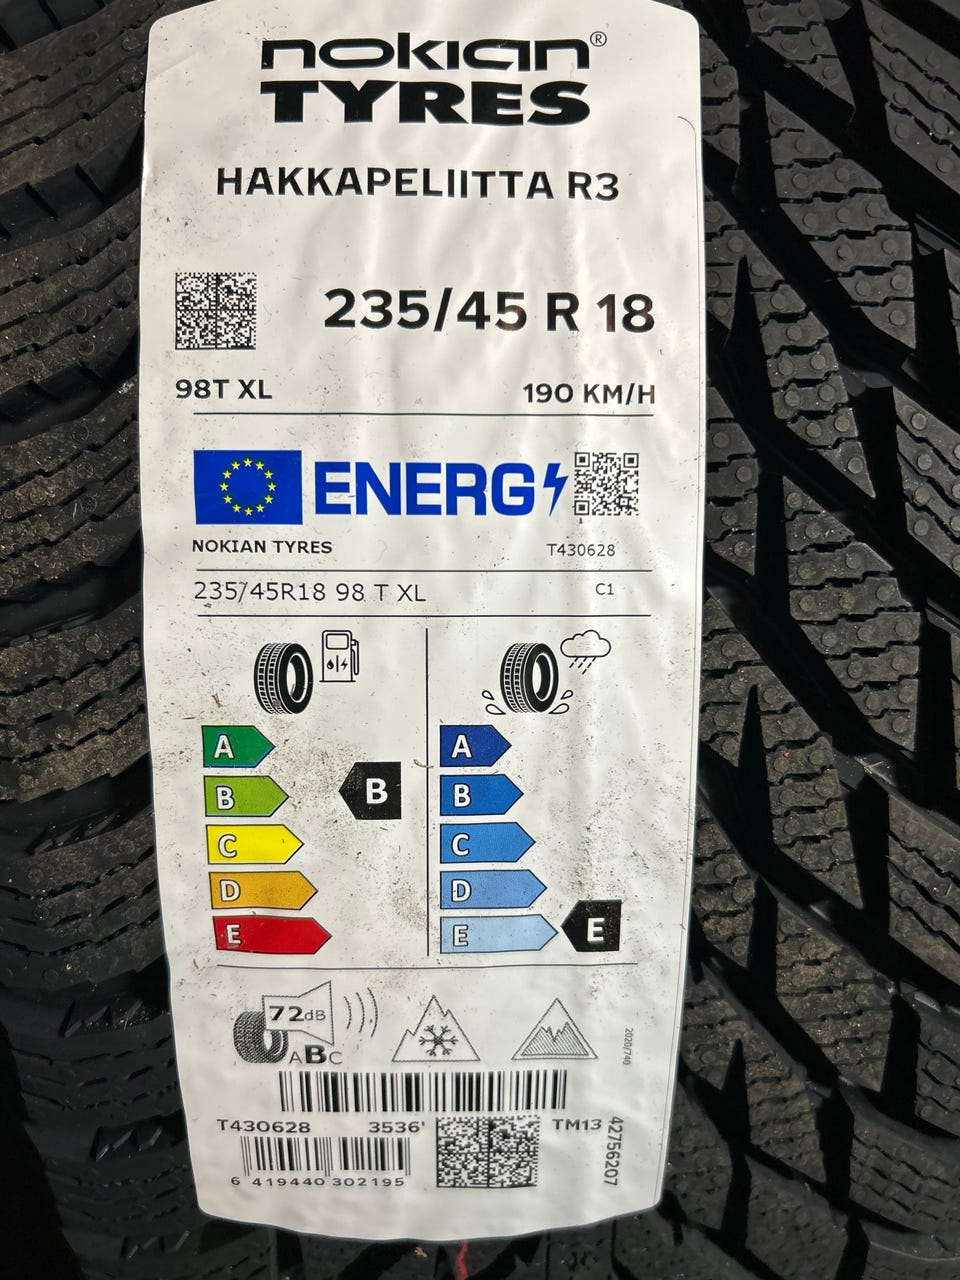 nokian®
TYRES
HAKKAPELIITTA R3
235/45 R 18
98T XL 190 KM/H
ENERG
NOKIAN TYRES T430628
235/45R18 98 T XL C1
A A
B B B
C C
D D
E E E
72dB
ABC
2020/740
T430628 3536' TM13
42756207
6 419440 302195